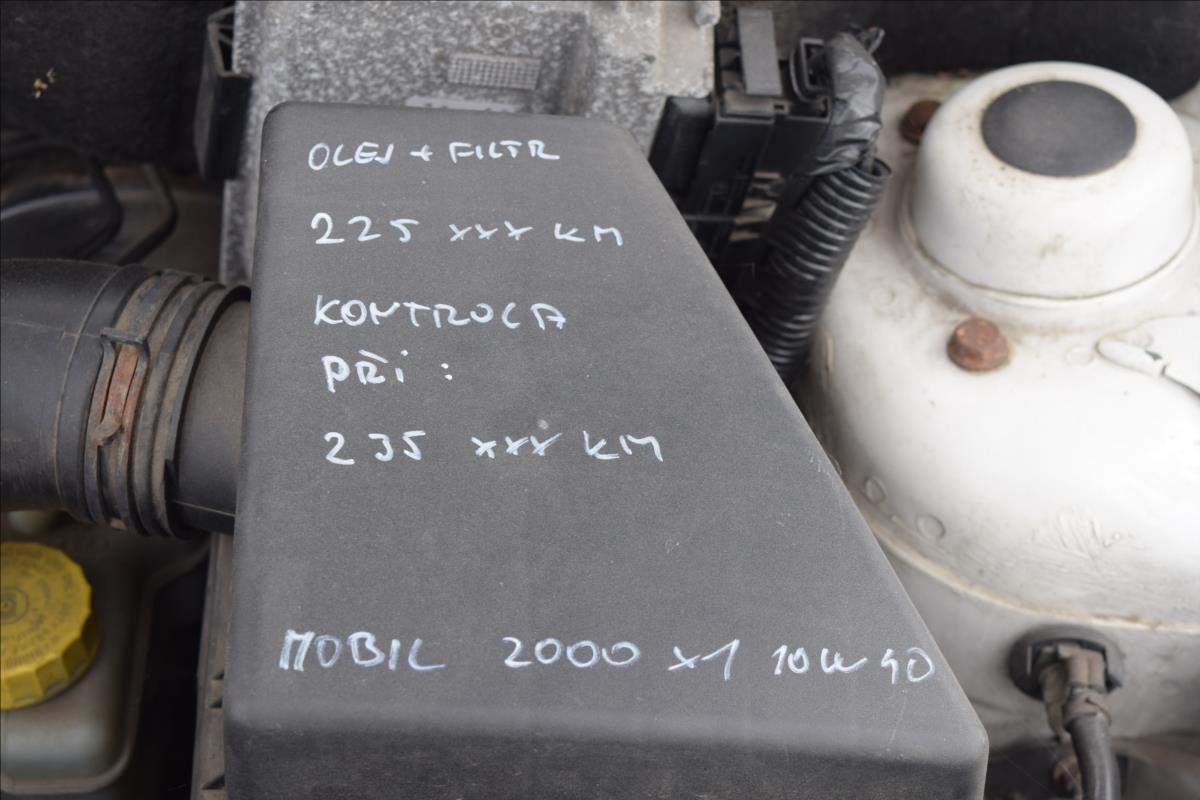 OLEJ + FILTR
225 xxx KM
KONTROLA
PŘi :
235 xxx KM
MOBIL 2000 x1 10W40